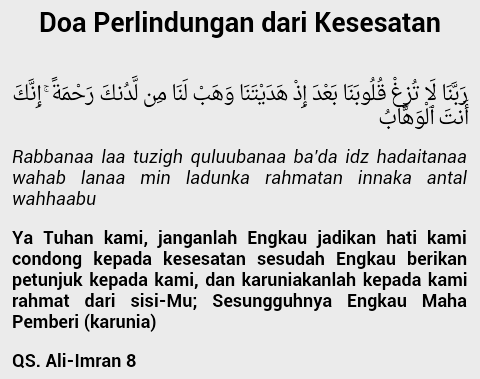 Doa Perlindungan dari Kesesatan
رَبَّنَا لَا تُزِغْ قُلُوبَنَا بَعْدَ إِذْ هَدَيْتَنَا وَهَبْ لَنَا مِن لَّدُنكَ رَحْمَةً ۚ إِنَّكَ
أَنتَ الْوَهَّابُ
Rabbanaa laa tuzigh quluubanaa ba'da idz hadaitanaa
wahab lanaa min ladunka rahmatan innaka antal
wahhaabu
Ya Tuhan kami, janganlah Engkau jadikan hati kami
condong kepada kesesatan sesudah Engkau berikan
petunjuk kepada kami, dan karuniakanlah kepada kami
rahmat dari sisi-Mu; Sesungguhnya Engkau Maha
Pemberi (karunia)
QS. Ali-Imran 8